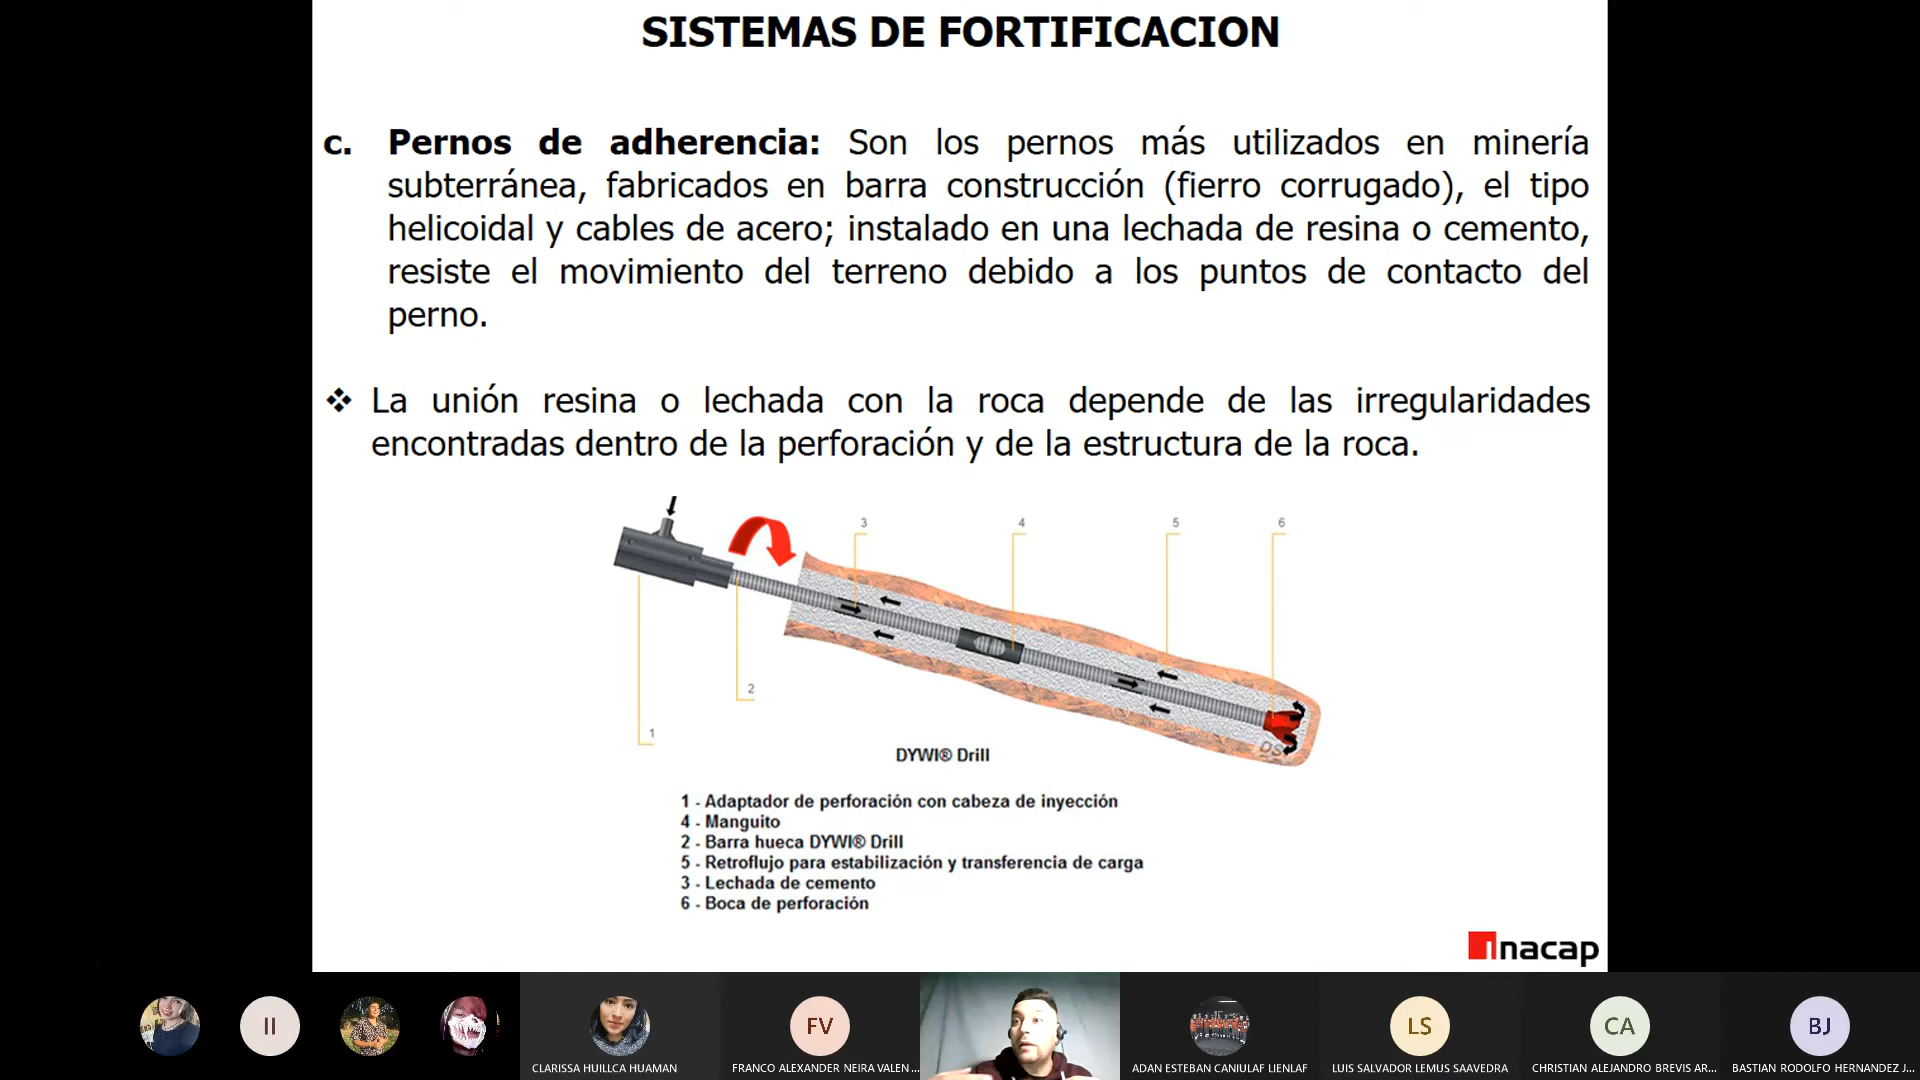 SISTEMAS DE FORTIFICACION
c. Pernos de adherencia: Son los pernos más utilizados en minería
subterránea, fabricados en barra construcción (fierro corrugado), el tipo
helicoidal y cables de acero; instalado en una lechada de resina o cemento,
resiste el movimiento del terreno debido a los puntos de contacto del
perno.
❖ La unión resina o lechada con la roca depende de las irregularidades
encontradas dentro de la perforación y de la estructura de la roca.
3
4
5
6
2
1
DS
DYWI® Drill
1 - Adaptador de perforación con cabeza de inyección
4 - Manguito
2 - Barra hueca DYWI® Drill
5 - Retroflujo para estabilización y transferencia de carga
3 - Lechada de cemento
6 - Boca de perforación
inacap
II
FV
LS
CA
BJ
CLARISSA HUILLCA HUAMAN
FRANCO ALEXANDER NEIRA VALEN...
ADAN ESTEBAN CANIULAF LIENLAF
LUIS SALVADOR LEMUS SAAVEDRA
CHRISTIAN ALEJANDRO BREVIS AR...
BASTIAN RODOLFO HERNANDEZ J...